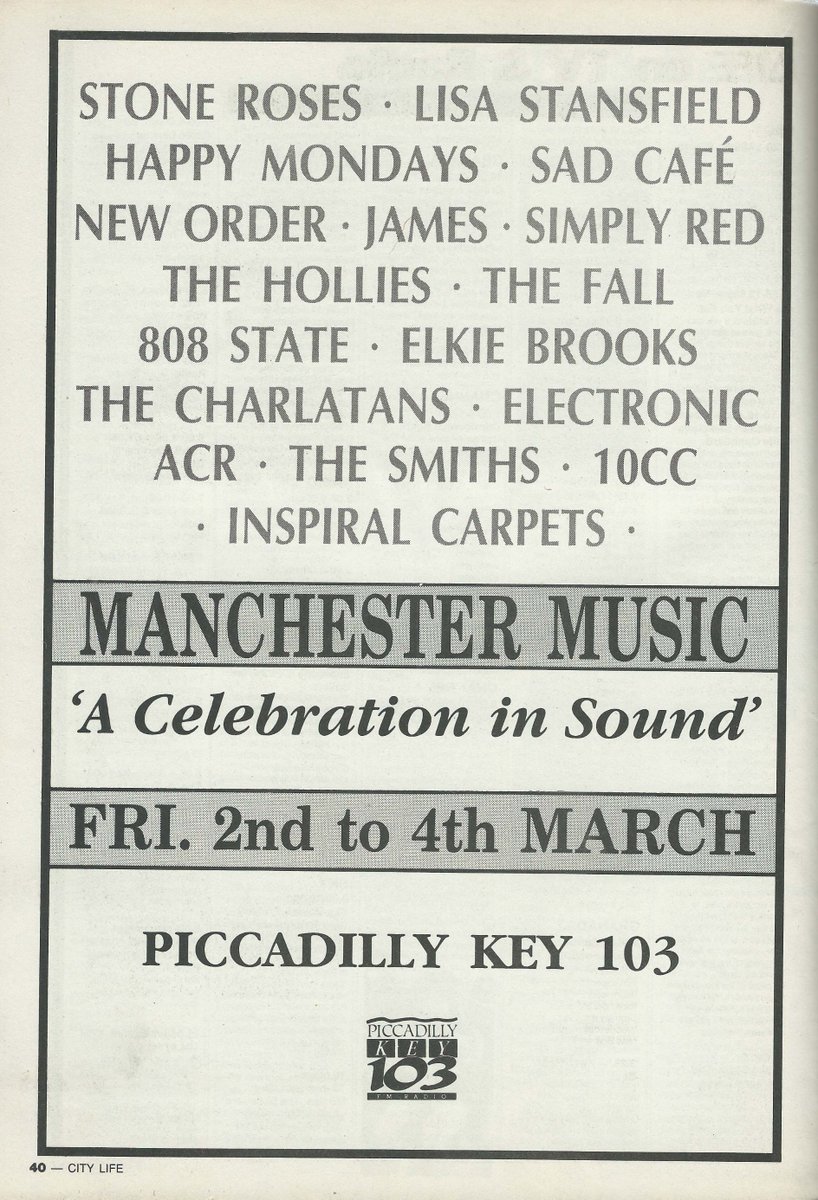 STONE ROSES · LISA STANSFIELD
HAPPY MONDAYS · SAD CAFÉ
NEW ORDER · JAMES · SIMPLY RED
THE HOLLIES · THE FALL
808 STATE · ELKIE BROOKS
THE CHARLATANS · ELECTRONIC
ACR · THE SMITHS · 10CC
· INSPIRAL CARPETS ·
MANCHESTER MUSIC
‘A Celebration in Sound’
FRI. 2nd to 4th MARCH
PICCADILLY KEY 103
PICCADILLY
KEY
103
FM RADIO
40 — CITY LIFE